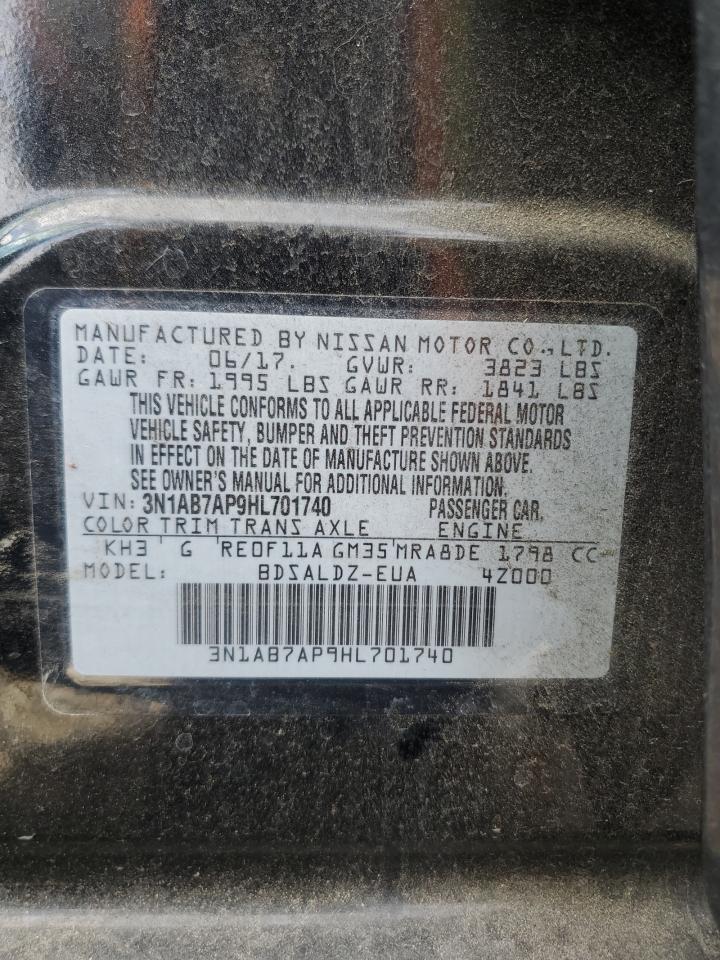 MANUFACTURED BY NISSAN MOTOR CO.,LTD.
DATE: 06/17. GVWR: 3823 LBS
GAWR FR: 1995 LBS GAWR RR: 1841 LBS
THIS VEHICLE CONFORMS TO ALL APPLICABLE FEDERAL MOTOR
VEHICLE SAFETY, BUMPER AND THEFT PREVENTION STANDARDS
IN EFFECT ON THE DATE OF MANUFACTURE SHOWN ABOVE.
SEE OWNER'S MANUAL FOR ADDITIONAL INFORMATION.
VIN: 3N1AB7AP9HL701740 PASSENGER CAR.
COLOR TRIM TRANS AXLE ENGINE
KH3 G RE0F11A GM35 MRA8DE 1798 CC
MODEL: BDSALDZ-EUA 4Z000
3N1AB7AP9HL701740